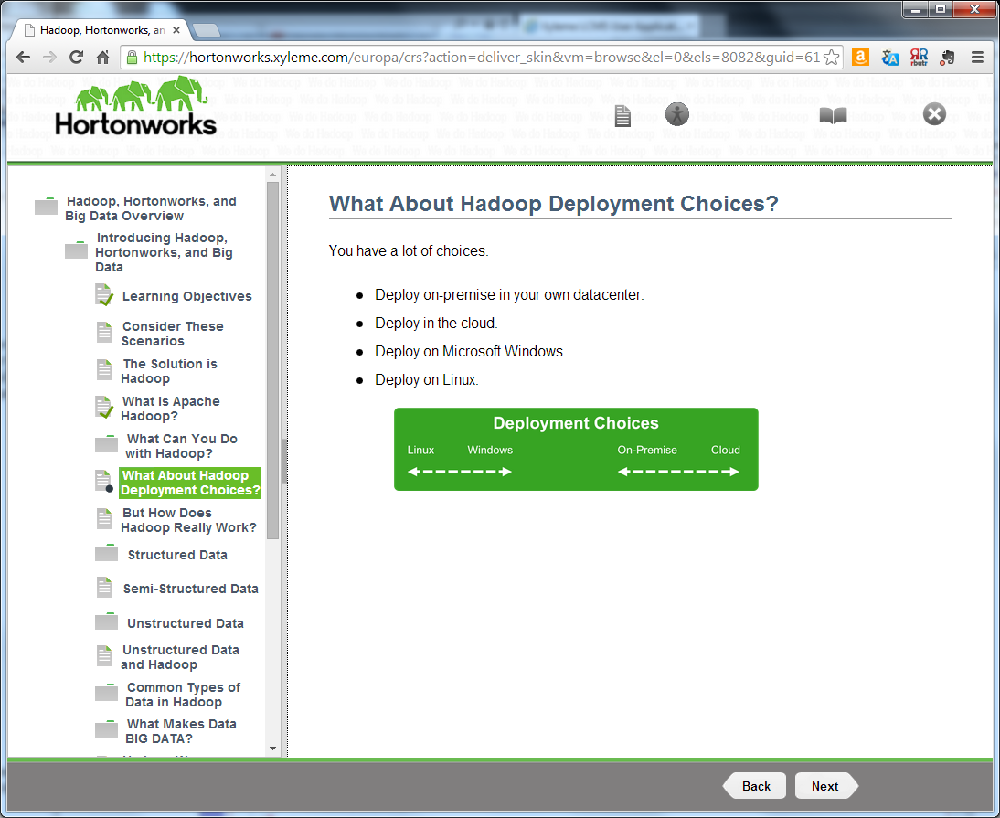 Hadoop, Hortonworks, an
https://hortonworks.xyleme.com/europa/crs?action=deliver_skin&vm=browse&el=0&els=8082&guid=61
rbutr
Hortonworks
We do Hadoop
Hadoop, Hortonworks, and
Big Data Overview
Introducing Hadoop,
Hortonworks, and Big
Data
Learning Objectives
Consider These
Scenarios
The Solution is
Hadoop
What is Apache
Hadoop?
What Can You Do
with Hadoop?
What About Hadoop
Deployment Choices?
But How Does
Hadoop Really Work?
Structured Data
Semi-Structured Data
Unstructured Data
Unstructured Data
and Hadoop
Common Types of
Data in Hadoop
What Makes Data
BIG DATA?
What About Hadoop Deployment Choices?
You have a lot of choices.
● Deploy on-premise in your own datacenter.
● Deploy in the cloud.
● Deploy on Microsoft Windows.
● Deploy on Linux.
Deployment Choices
Linux Windows On-Premise Cloud
Back Next